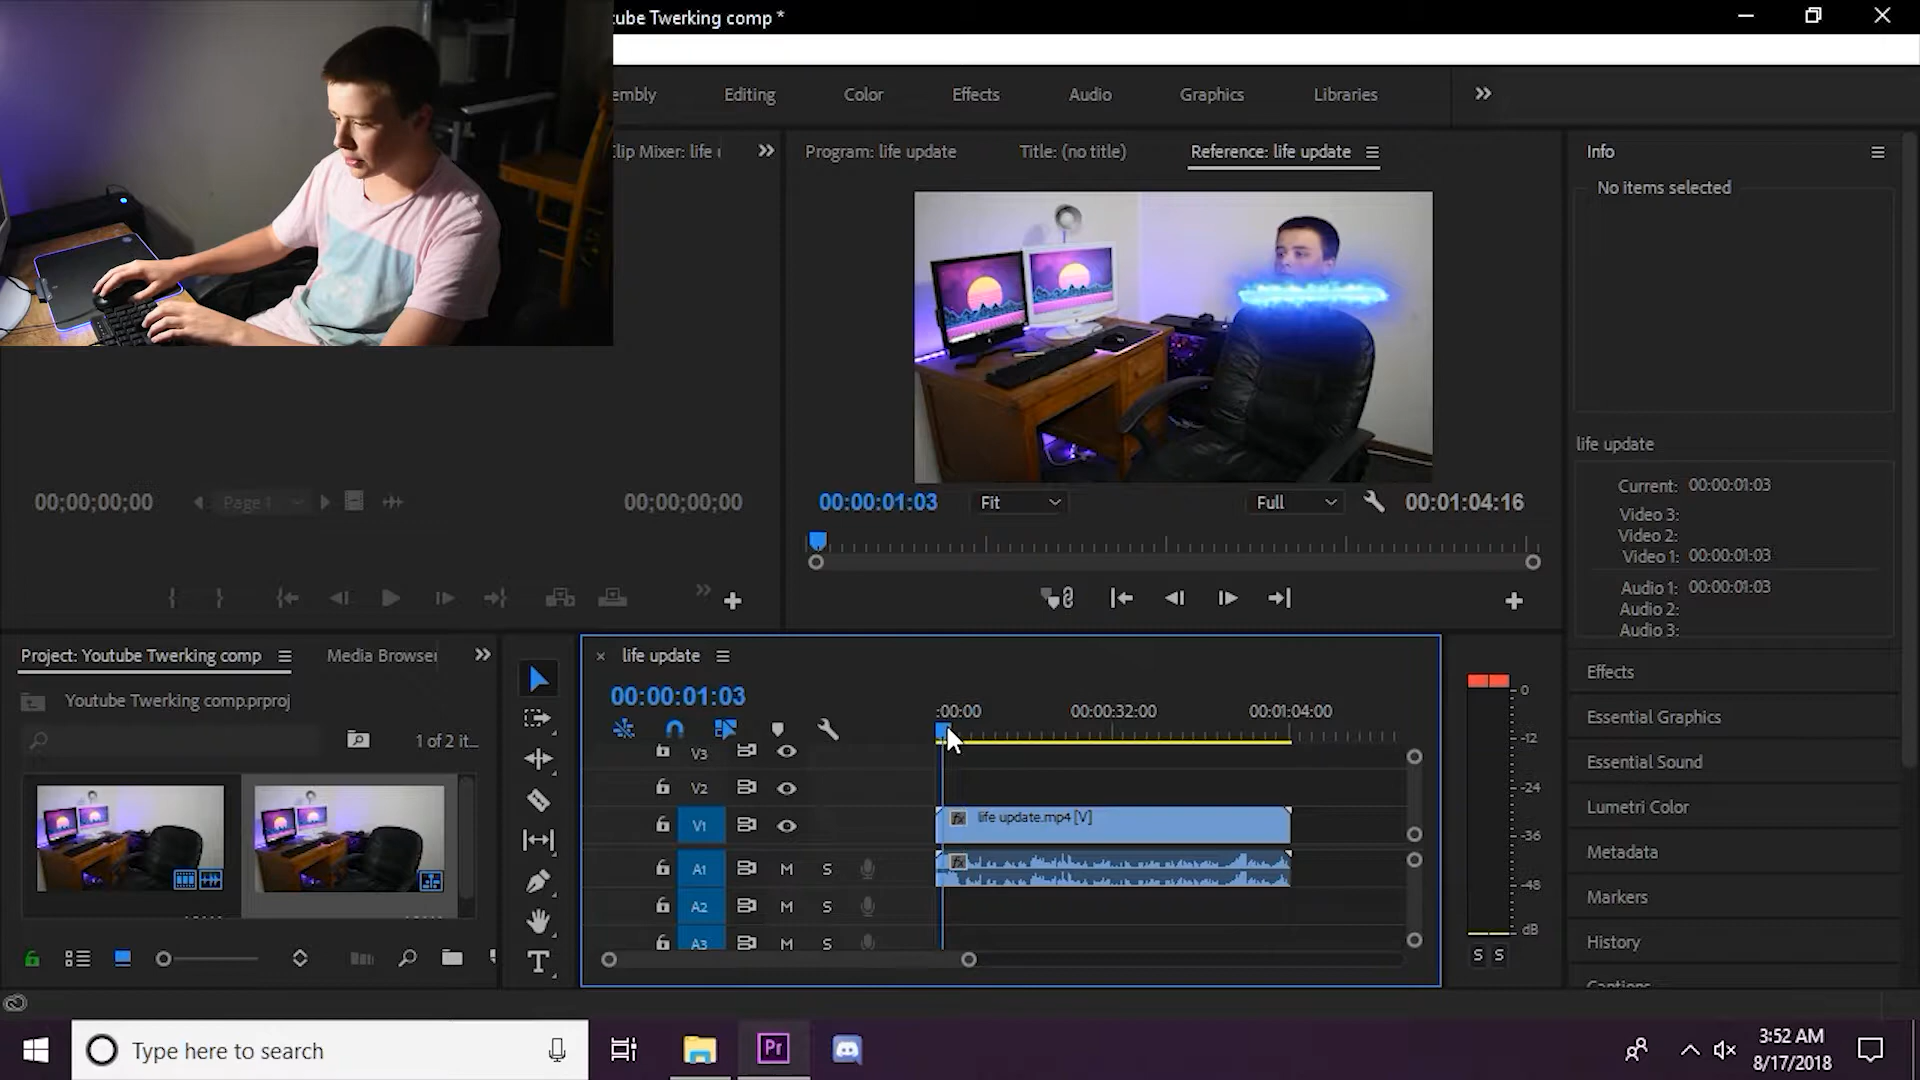 ube Twerking comp *
embly Editing Color Effects Audio Graphics Libraries
lip Mixer: life u
Program: life update Title: (no title) Reference: life update
Info
No items selected
00;00;00;00 Page 1 00;00;00;00
00:00:01:03 Fit Full 00:01:04:16
life update
Current: 00:00:01:03
Video 3:
Video 2:
Video 1: 00:00:01:03
Audio 1: 00:00:01:03
Audio 2:
Audio 3:
Project: Youtube Twerking comp Media Browser
Youtube Twerking comp.prproj
1 of 2 it...
life update
00:00:01:03
:00:00 00:00:32:00 00:01:04:00
V3
V2
V1 fx life update.mp4 [V]
A1 M S fx
A2 M S
A3 M S
T
0
-12
-24
-36
-48
dB
S S
Effects
Essential Graphics
Essential Sound
Lumetri Color
Metadata
Markers
History
Captions
Type here to search
Pr
3:52 AM
8/17/2018